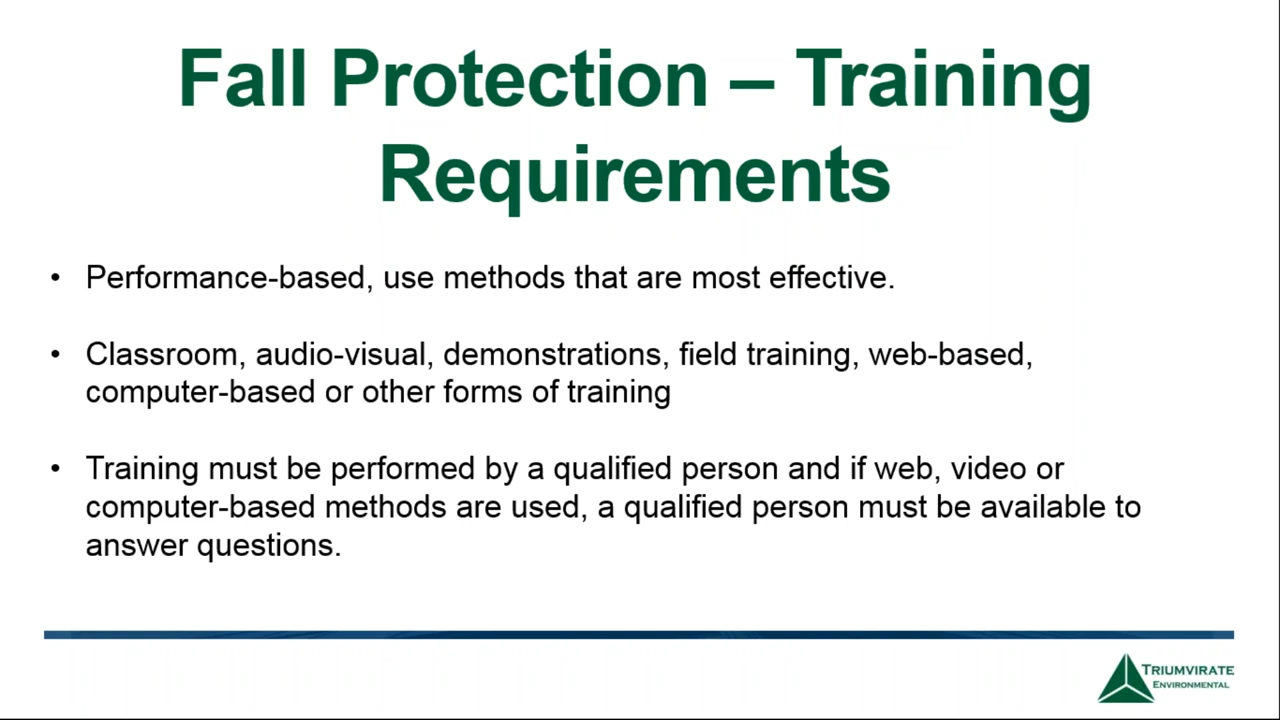 Fall Protection – Training
Requirements
• Performance-based, use methods that are most effective.
• Classroom, audio-visual, demonstrations, field training, web-based,
computer-based or other forms of training
• Training must be performed by a qualified person and if web, video or
computer-based methods are used, a qualified person must be available to
answer questions.
TRIUMVIRATE
ENVIRONMENTAL